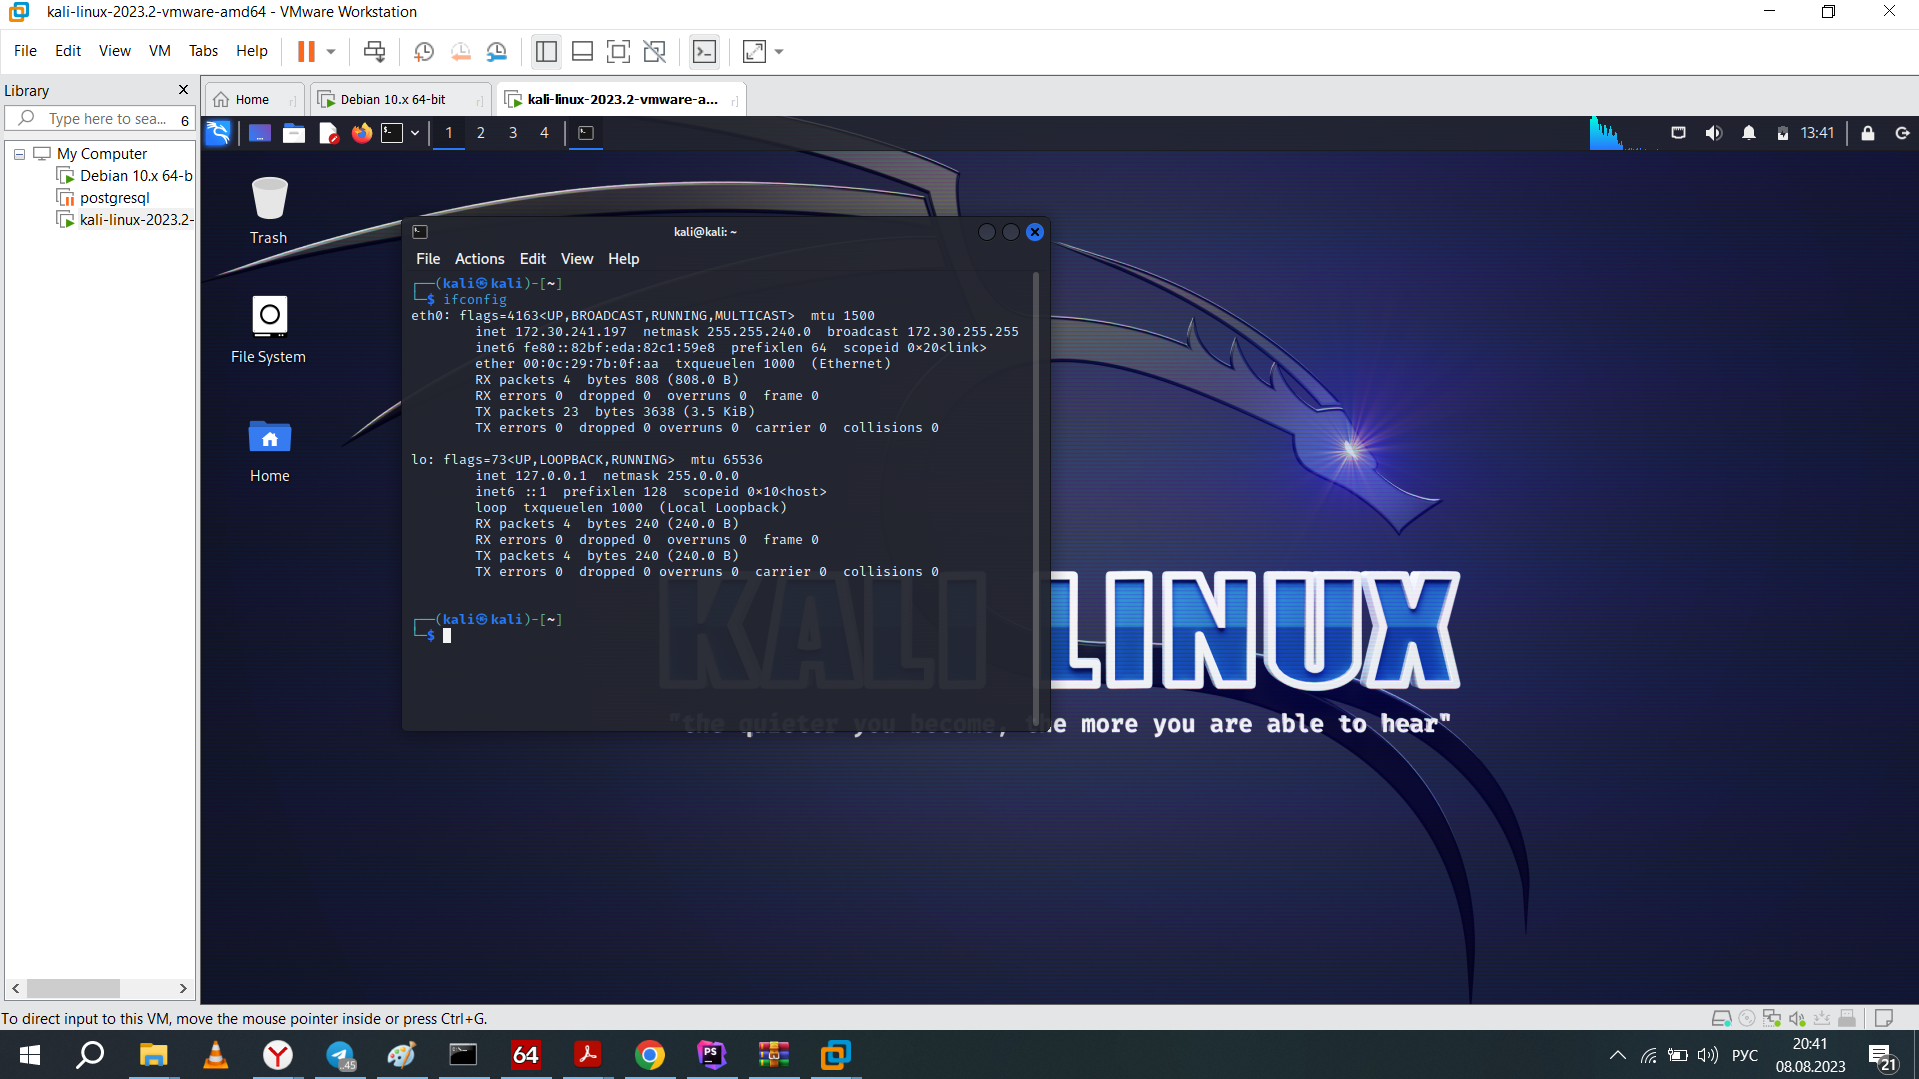 kali-linux-2023.2-vmware-amd64 - VMware Workstation
File Edit View VM Tabs Help
Library
Type here to sea...
6
My Computer
Debian 10.x 64-b
postgresql
kali-linux-2023.2-
Home
Debian 10.x 64-bit
kali-linux-2023.2-vmware-a...
1 2 3 4
13:41
Trash
File System
Home
kali@kali: ~
File Actions Edit View Help
┌──(kali㉿kali)-[~]
└─$ ifconfig
eth0: flags=4163<UP,BROADCAST,RUNNING,MULTICAST>  mtu 1500
inet 172.30.241.197  netmask 255.255.240.0  broadcast 172.30.255.255
inet6 fe80::82bf:eda:82c1:59e8  prefixlen 64  scopeid 0x20<link>
ether 00:0c:29:7b:0f:aa  txqueuelen 1000  (Ethernet)
RX packets 4  bytes 808 (808.0 B)
RX errors 0  dropped 0  overruns 0  frame 0
TX packets 23  bytes 3638 (3.5 KiB)
TX errors 0  dropped 0 overruns 0  carrier 0  collisions 0
lo: flags=73<UP,LOOPBACK,RUNNING>  mtu 65536
inet 127.0.0.1  netmask 255.0.0.0
inet6 ::1  prefixlen 128  scopeid 0x10<host>
loop  txqueuelen 1000  (Local Loopback)
RX packets 4  bytes 240 (240.0 B)
RX errors 0  dropped 0  overruns 0  frame 0
TX packets 4  bytes 240 (240.0 B)
TX errors 0  dropped 0 overruns 0  carrier 0  collisions 0
┌──(kali㉿kali)-[~]
└─$
KALI LINUX
"the quieter you become, the more you are able to hear"
To direct input to this VM, move the mouse pointer inside or press Ctrl+G.
45
64
PS
РУС
20:41
08.08.2023
21